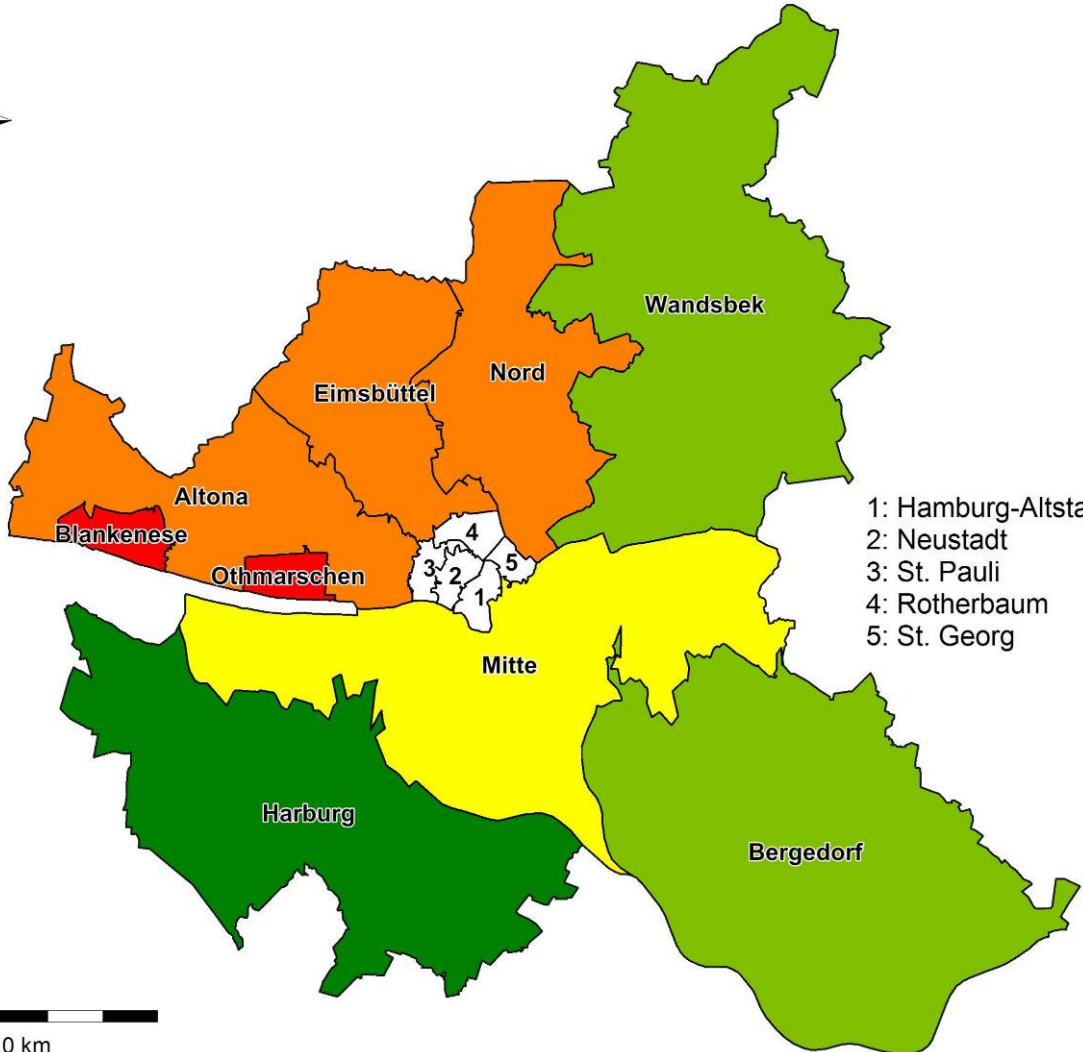 Wandsbek
Nord
Eimsbüttel
Altona
Blankenese
Othmarschen
4
5
3
2
1
1: Hamburg-Altsta
2: Neustadt
3: St. Pauli
4: Rotherbaum
5: St. Georg
Mitte
Harburg
Bergedorf
0 km